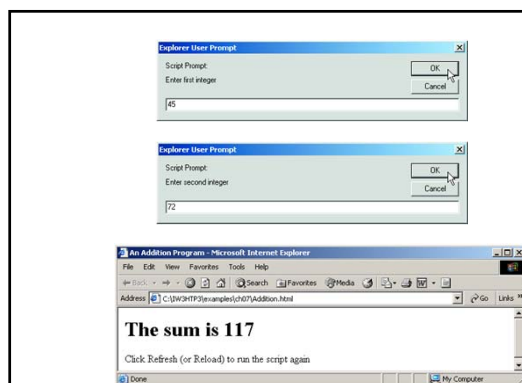 Explorer User Prompt
Script Prompt:
OK
Enter first integer
Cancel
45
Explorer User Prompt
Script Prompt:
OK
Enter second integer
Cancel
72
An Addition Program - Microsoft Internet Explorer
File Edit View Favorites Tools Help
Back Search Favorites Media
Address C:\IW3HTP3\examples\ch07\Addition.html Go Links »
The sum is 117
Click Refresh (or Reload) to run the script again
Done My Computer